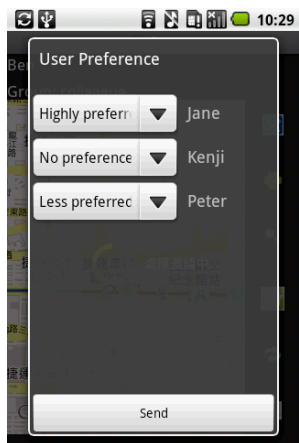 10:29
User Preference
Highly preferr Jane
No preference Kenji
Less preferred Peter
Send